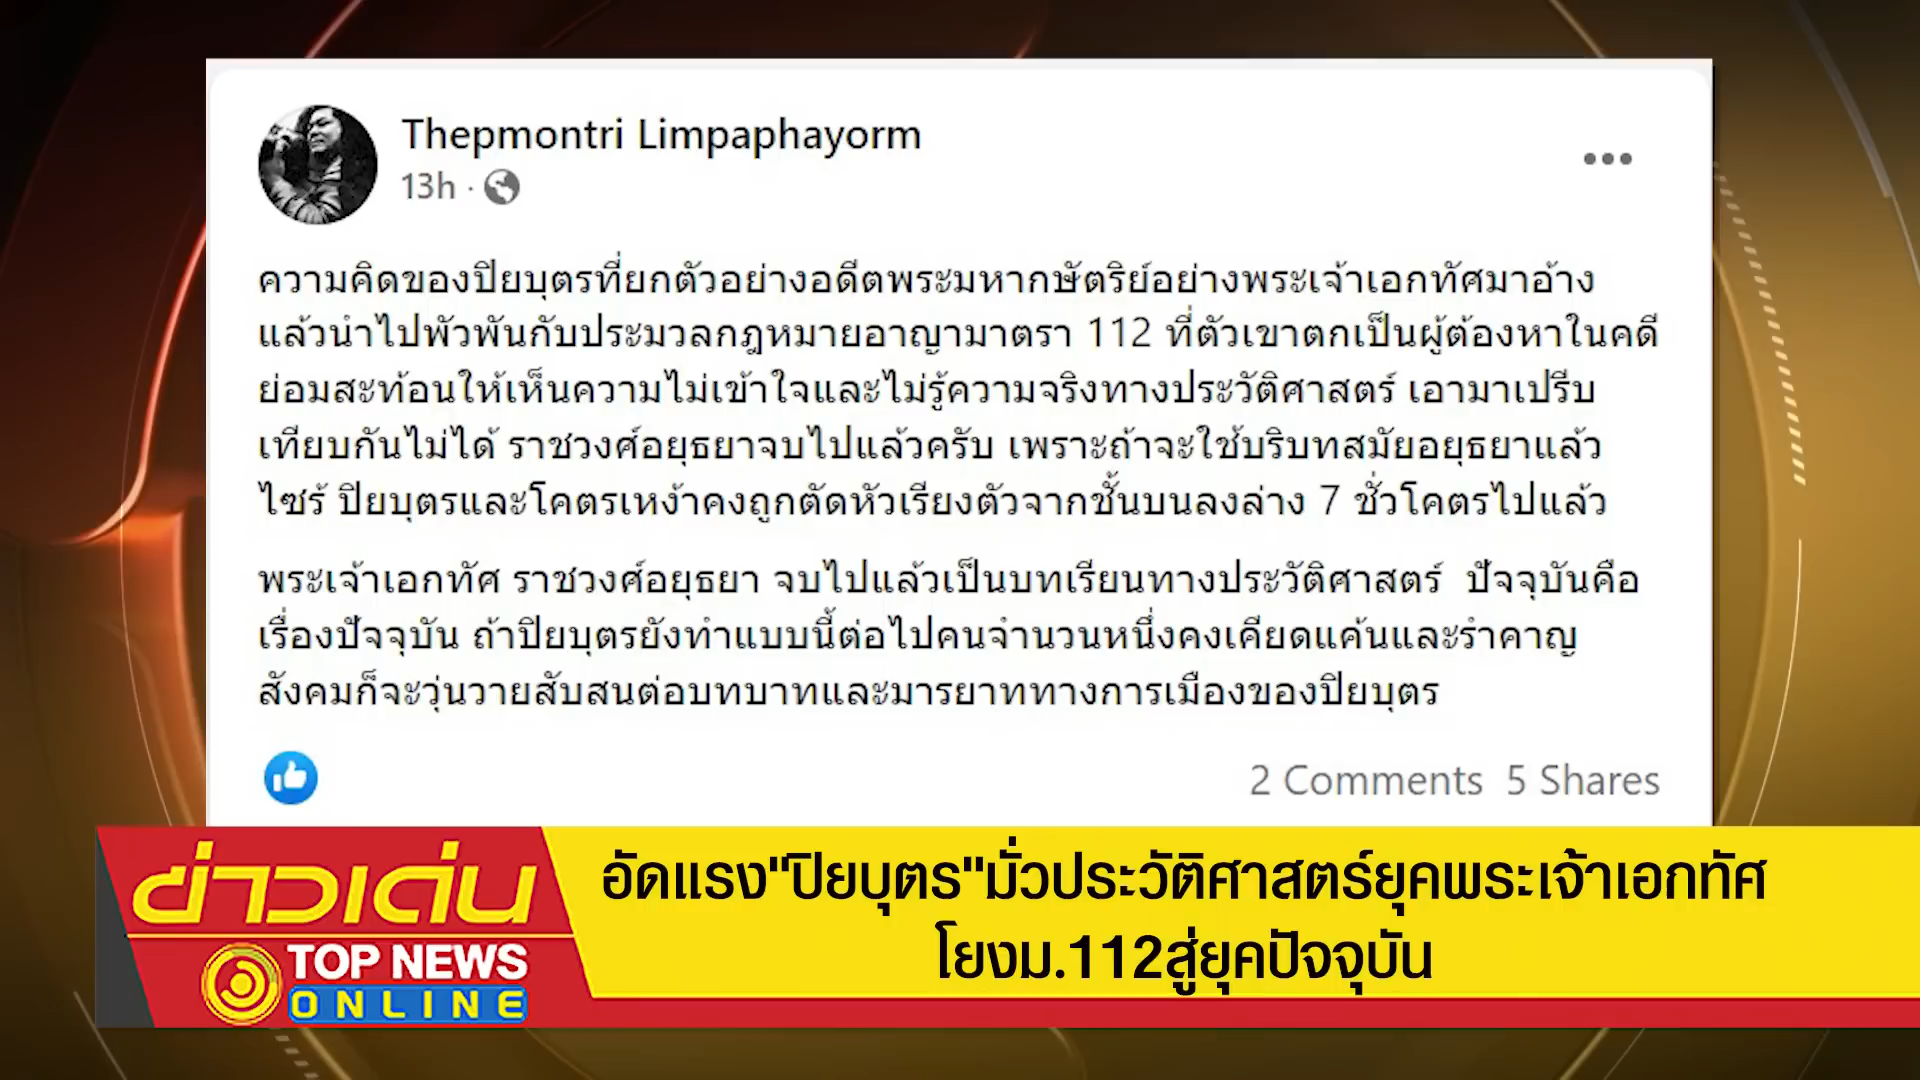 Thepmontri Limpaphayorm
13h ·
ความคิดของปิยบุตรที่ยกตัวอย่างอดีตพระมหากษัตริย์อย่างพระเจ้าเอกทัศมาอ้าง
แล้วนำไปพัวพันกับประมวลกฎหมายอาญามาตรา 112 ที่ตัวเขาตกเป็นผู้ต้องหาในคดี
ย่อมสะท้อนให้เห็นความไม่เข้าใจและไม่รู้ความจริงทางประวัติศาสตร์ เอามาเปรีบ
เทียบกันไม่ได้ ราชวงศ์อยุธยาจบไปแล้วครับ เพราะถ้าจะใช้บริบทสมัยอยุธยาแล้ว
ไซร้ ปิยบุตรและโคตรเหง้าคงถูกตัดหัวเรียงตัวจากชั้นบนลงล่าง 7 ชั่วโคตรไปแล้ว
พระเจ้าเอกทัศ ราชวงศ์อยุธยา จบไปแล้วเป็นบทเรียนทางประวัติศาสตร์ ปัจจุบันคือ
เรื่องปัจจุบัน ถ้าปิยบุตรยังทำแบบนี้ต่อไปคนจำนวนหนึ่งคงเคียดแค้นและรำคาญ
สังคมก็จะวุ่นวายสับสนต่อบทบาทและมารยาททางการเมืองของปิยบุตร
2 Comments 5 Shares
ข่าวเด่น
TOP NEWS
ONLINE
อัดแรง"ปิยบุตร"มั่วประวัติศาสตร์ยุคพระเจ้าเอกทัศ
โยงม.112สู่ยุคปัจจุบัน